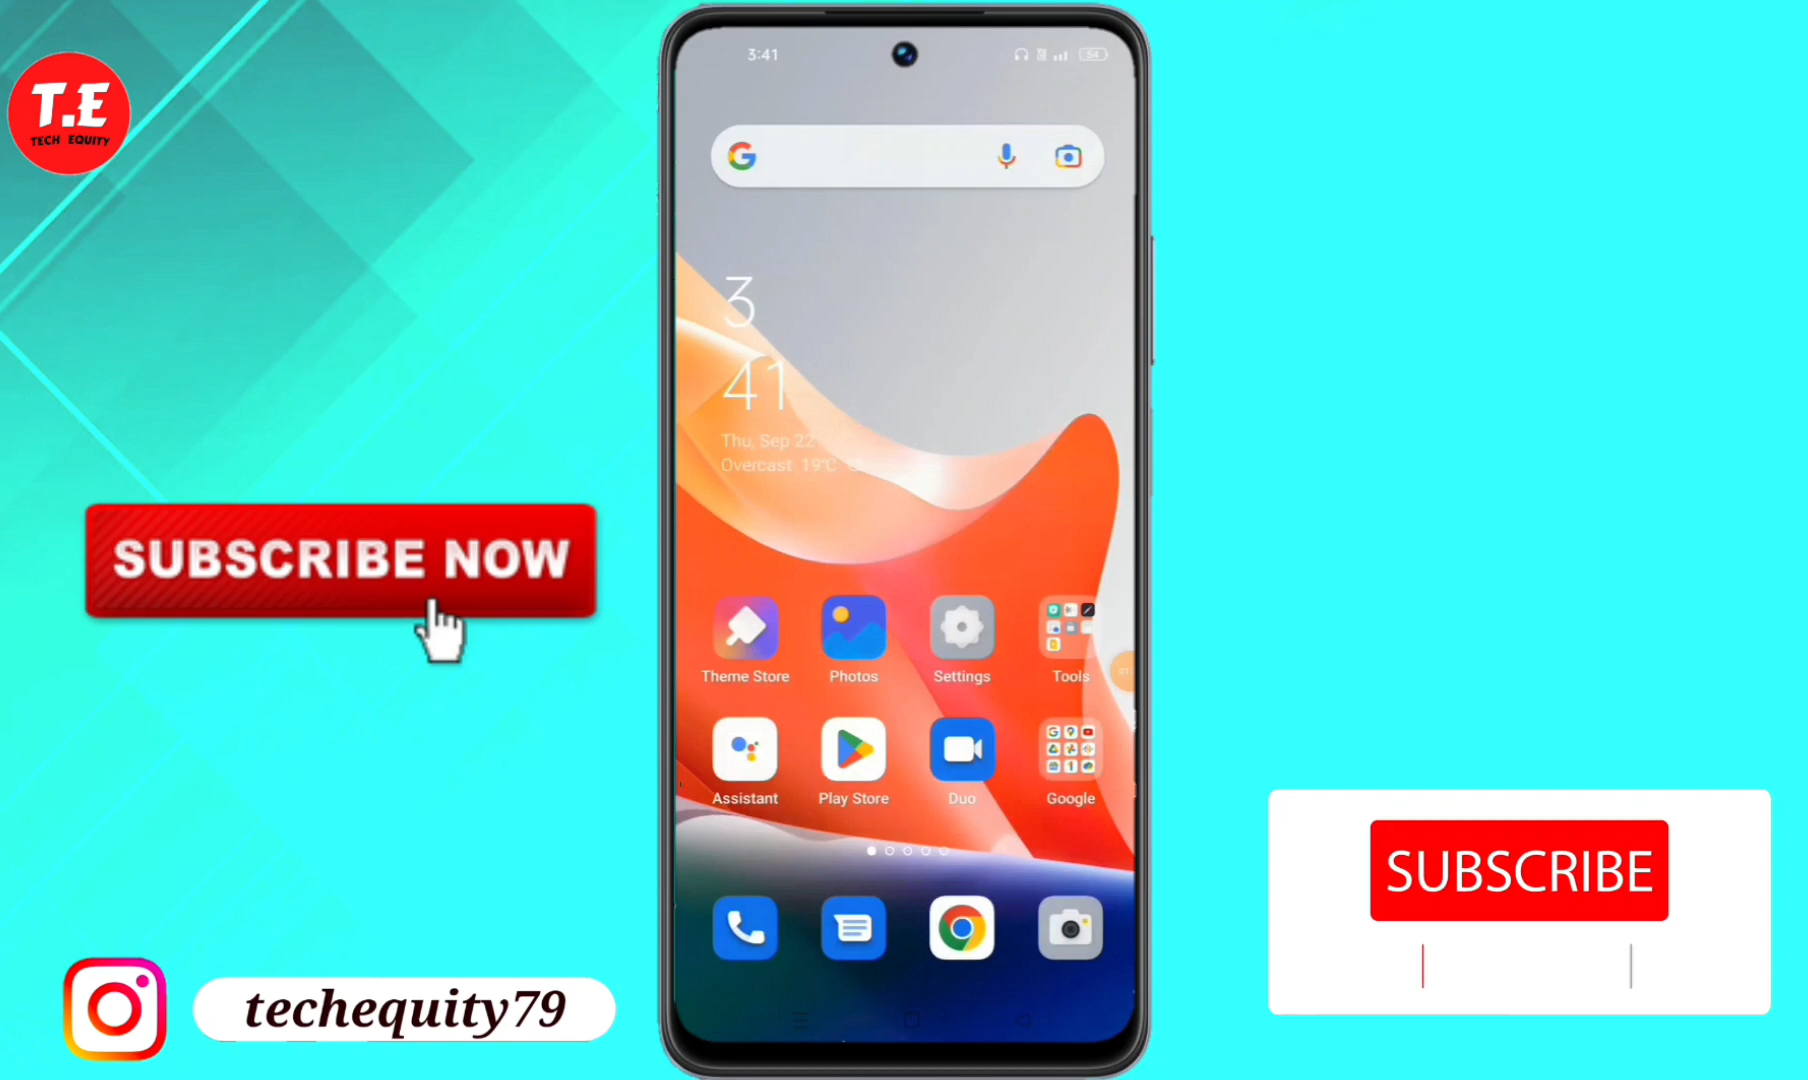 T.E
TECH EQUITY
3:41
54
3
41
Thu, Sep 22
Overcast 19°C
SUBSCRIBE NOW
Theme Store
Photos
Settings
Tools
Assistant
Play Store
Duo
Google
SUBSCRIBE
techequity79